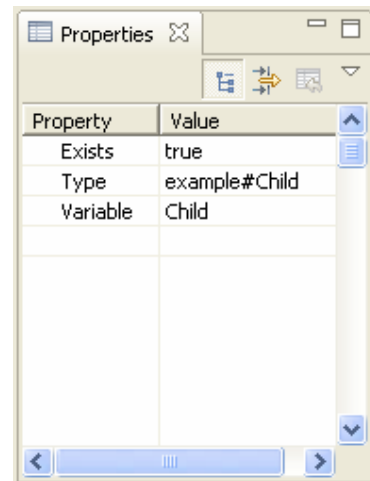 Properties
Property Value
Exists true
Type example#Child
Variable Child